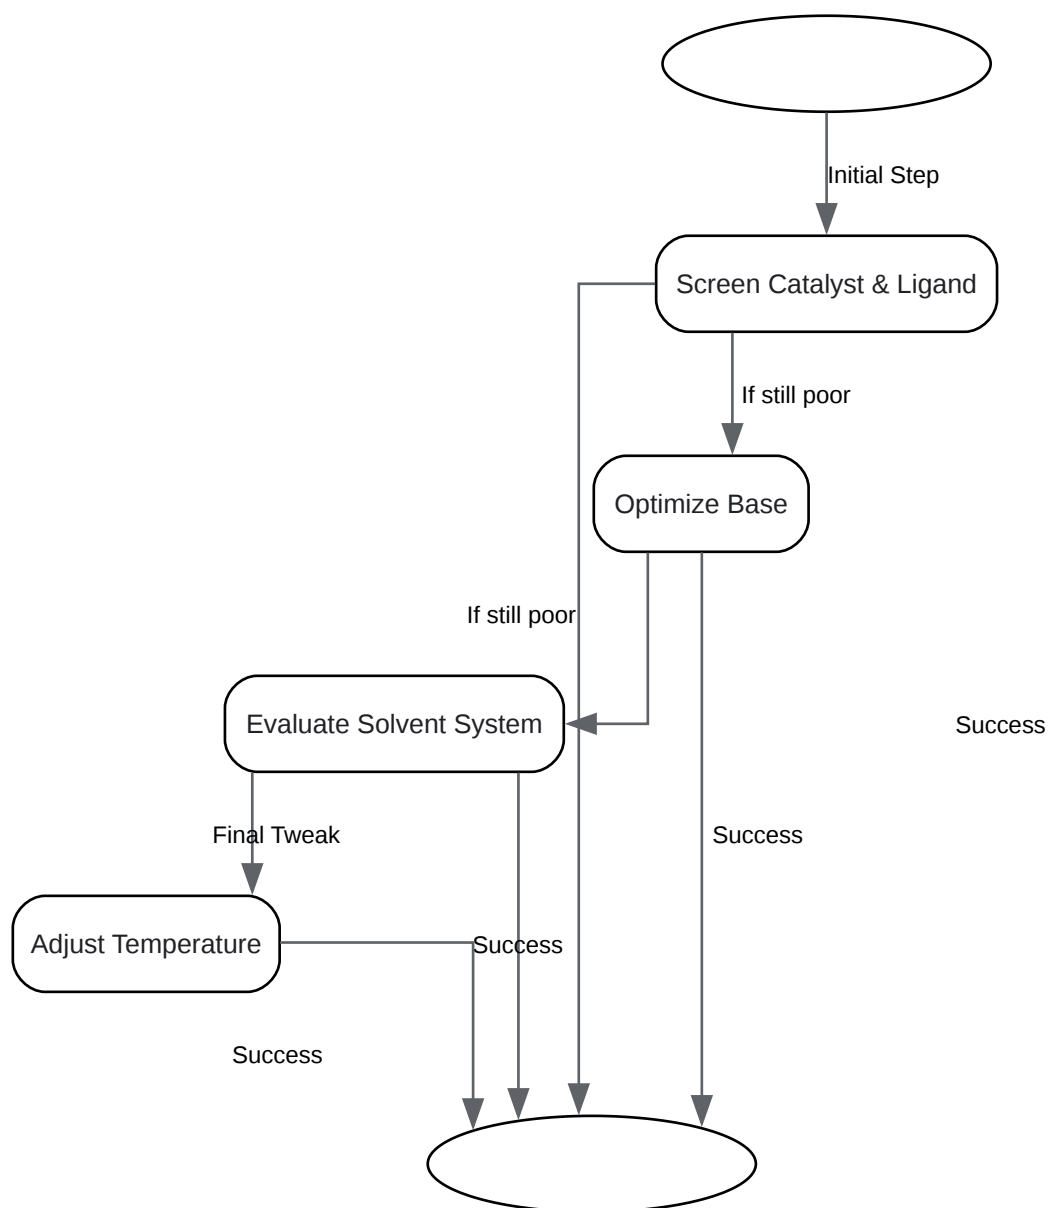 Initial Step
Screen Catalyst & Ligand
If still poor
Optimize Base
If still poor
Evaluate Solvent System
Success
Final Tweak
Success
Adjust Temperature
Success
Success